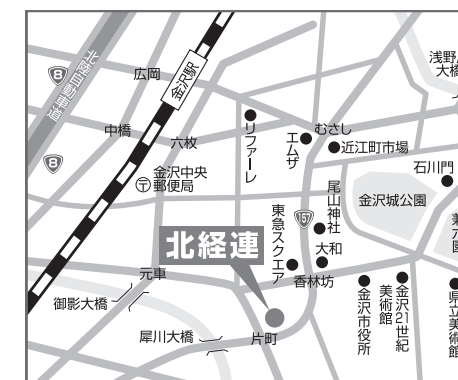 8
北陸自動車道
広岡
金沢駅
浅野川
大橋
中橋
六枚
リファーレ
エムザ
むさし
近江町市場
8
金沢中央
郵便局
石川門
尾山神社
金沢城公園
157
東急スクエア
大和
北経連
元車
香林坊
御影大橋
金沢市役所
金沢21世紀
美術館
県立美術館
犀川大橋
片町